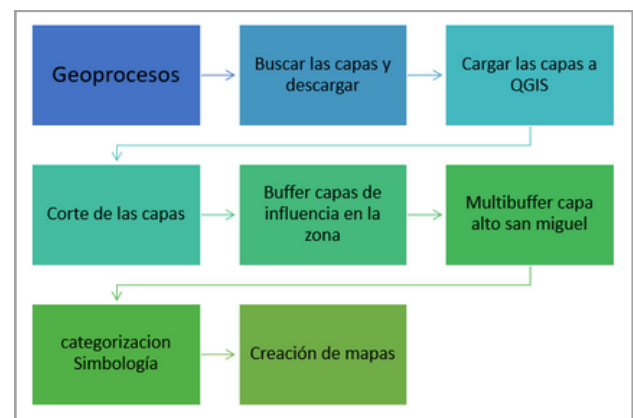 Geoprocesos
Buscar las capas y
descargar
Cargar las capas a
QGIS
Corte de las capas
Buffer capas de
influencia en la
zona
Multibuffer capa
alto san miguel
categorizacion
Simbología
Creación de mapas